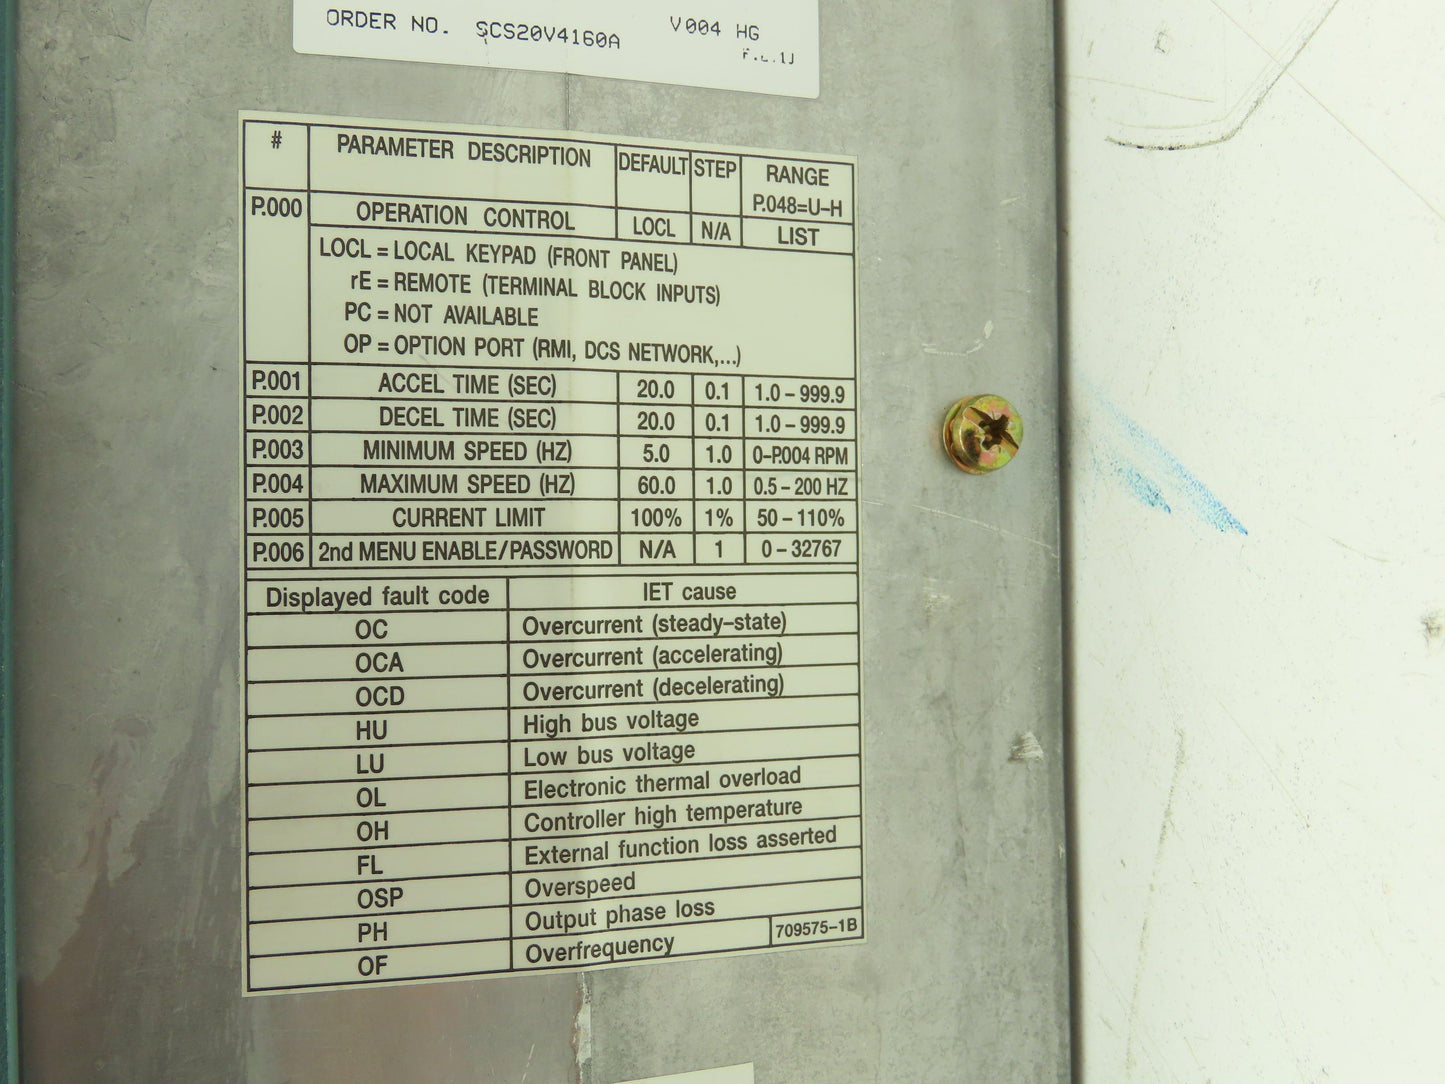 ORDER NO. SCS20V4160A V004 HG
# PARAMETER DESCRIPTION DEFAULT STEP RANGE
P.048=U-H
P.000 OPERATION CONTROL LOCL N/A LIST
LOCL = LOCAL KEYPAD (FRONT PANEL)
rE = REMOTE (TERMINAL BLOCK INPUTS)
PC = NOT AVAILABLE
OP = OPTION PORT (RMI, DCS NETWORK,...)
P.001 ACCEL TIME (SEC) 20.0 0.1 1.0 – 999.9
P.002 DECEL TIME (SEC) 20.0 0.1 1.0 – 999.9
P.003 MINIMUM SPEED (HZ) 5.0 1.0 0–P.004 RPM
P.004 MAXIMUM SPEED (HZ) 60.0 1.0 0.5 – 200 HZ
P.005 CURRENT LIMIT 100% 1% 50 – 110%
P.006 2nd MENU ENABLE/PASSWORD N/A 1 0 – 32767
Displayed fault code IET cause
OC Overcurrent (steady–state)
OCA Overcurrent (accelerating)
OCD Overcurrent (decelerating)
HU High bus voltage
LU Low bus voltage
OL Electronic thermal overload
OH Controller high temperature
FL External function loss asserted
OSP Overspeed
PH Output phase loss
OF Overfrequency 709575–1B